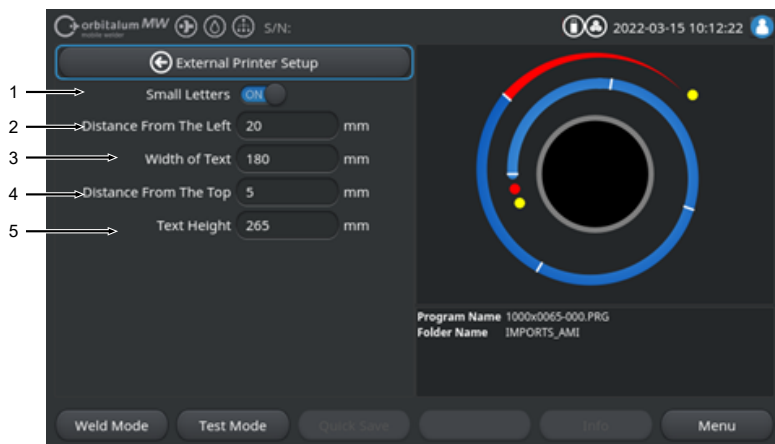 orbitalum MW S/N: 2022-03-15 10:12:22
mobile welder
External Printer Setup
1 Small Letters ON
2 Distance From The Left 20 mm
3 Width of Text 180 mm
4 Distance From The Top 5 mm
5 Text Height 265 mm
Program Name 1000x0065-000.PRG
Folder Name IMPORTS_AMI
Weld Mode Test Mode Quick Save Info Menu